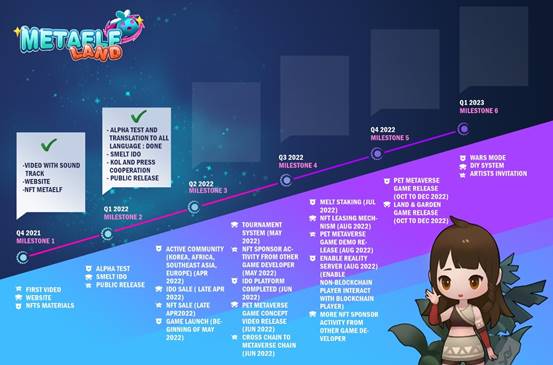 METAELF
LAND
-VIDEO WITH SOUND
TRACK
-WEBSITE
-NFT METAELF
- ALPHA TEST AND
TRANSLATION TO ALL
LANGUAGE : DONE
- SMELT IDO
- KOL AND PRESS
COOPERATION
- PUBLIC RELEASE
Q4 2021
MILESTONE 1
Q1 2022
MILESTONE 2
Q2 2022
MILESTONE 3
Q3 2022
MILESTONE 4
Q4 2022
MILESTONE 5
Q1 2023
MILESTONE 6
FIRST VIDEO
WEBSITE
NFTS MATERIALS
ALPHA TEST
SMELT IDO
PUBLIC RELEASE
ACTIVE COMMUNITY
(KOREA, AFRICA,
SOUTHEAST ASIA,
EUROPE) (APR
2022)
IDO SALE (LATE APR
2022)
NFT SALE (LATE
APR2022)
GAME LAUNCH (BE-
GINNING OF MAY
2022)
TOURNAMENT
SYSTEM (MAY
2022)
NFT SPONSOR AC-
TIVITY FROM OTHER
GAME DEVELOPER
(MAY 2022)
IDO PLATFORM
COMPLETED (JUN
2022)
PET METAVERSE
GAME CONCEPT
VIDEO RELEASE
(JUN 2022)
CROSS CHAIN TO
METAVERSE CHAIN
(JUN 2022)
MELT STAKING (JUL
2022)
NFT LEASING MECH-
NISM (AUG 2022)
PET METAVERSE
GAME DEMO RE-
LEASE (AUG 2022)
ENABLE REALITY
SERVER (AUG 2022)
(ENABLE
NON-BLOCKCHAIN
PLAYER INTERACT
WITH BLOCKCHAIN
PLAYER)
MORE NFT SPONSOR
ACTIVITY FROM
OTHER GAME DE-
VELOPER
PET METAVERSE
GAME RELEASE
(OCT TO DEC 2022)
LAND & GARDEN
GAME RELEASE
(OCT TO DEC 2022)
WARS MODE
DIY SYSTEM
ARTISTS INVITATION